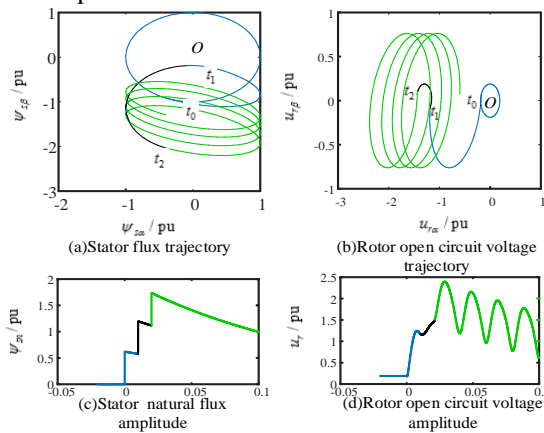 1
0
-1
-2
-3
ψsβ / pu
O
t1
t0
t2
-2
-1
0
1
ψsα / pu
(a)Stator flux trajectory
1
0.5
0
-0.5
-1
urβ / pu
t2
t1
t0
O
-3
-2
-1
0
1
urα / pu
(b)Rotor open circuit voltage
trajectory
2
1.5
1
0.5
0
ψsn / pu
-0.05
0
0.05
0.1
(c)Stator natural flux
amplitude
2.5
2
1.5
1
0.5
0
ur / pu
-0.05
0
0.05
0.1
(d)Rotor open circuit voltage
amplitude